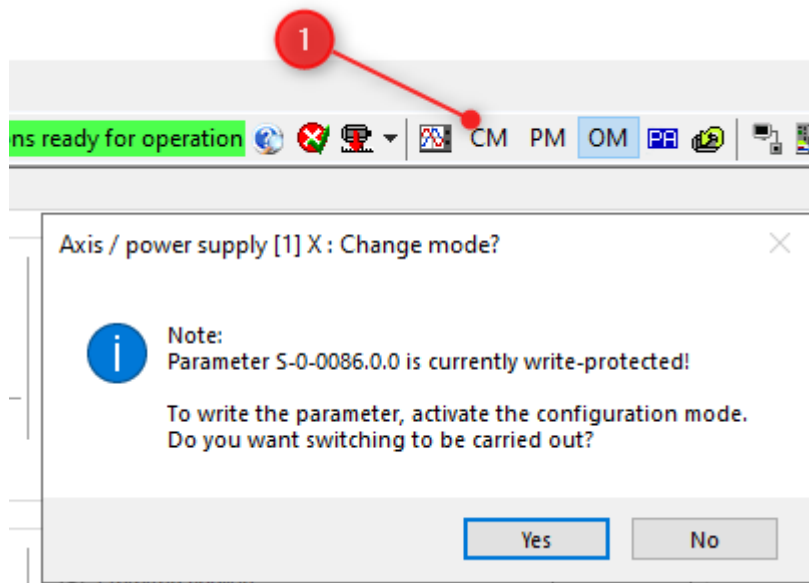 1
ns ready for operation CM PM OM PA
Axis / power supply [1] X : Change mode?
Note:
Parameter S-0-0086.0.0 is currently write-protected!
To write the parameter, activate the configuration mode.
Do you want switching to be carried out?
Yes No